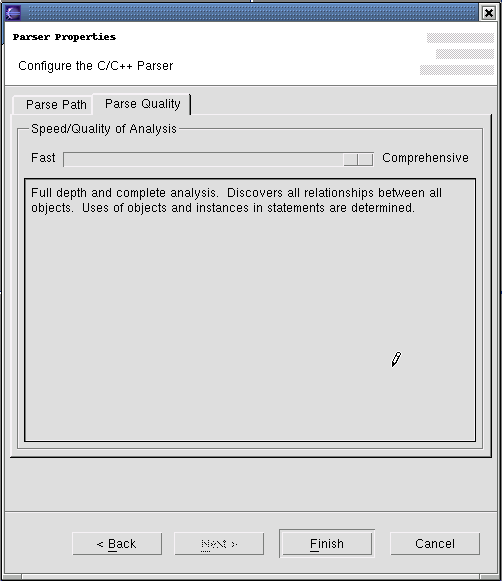 Parser Properties
Configure the C/C++ Parser
Parse Path Parse Quality
Speed/Quality of Analysis
Fast Comprehensive
Full depth and complete analysis.  Discovers all relationships between all
objects.  Uses of objects and instances in statements are determined.
< Back Next > Finish Cancel